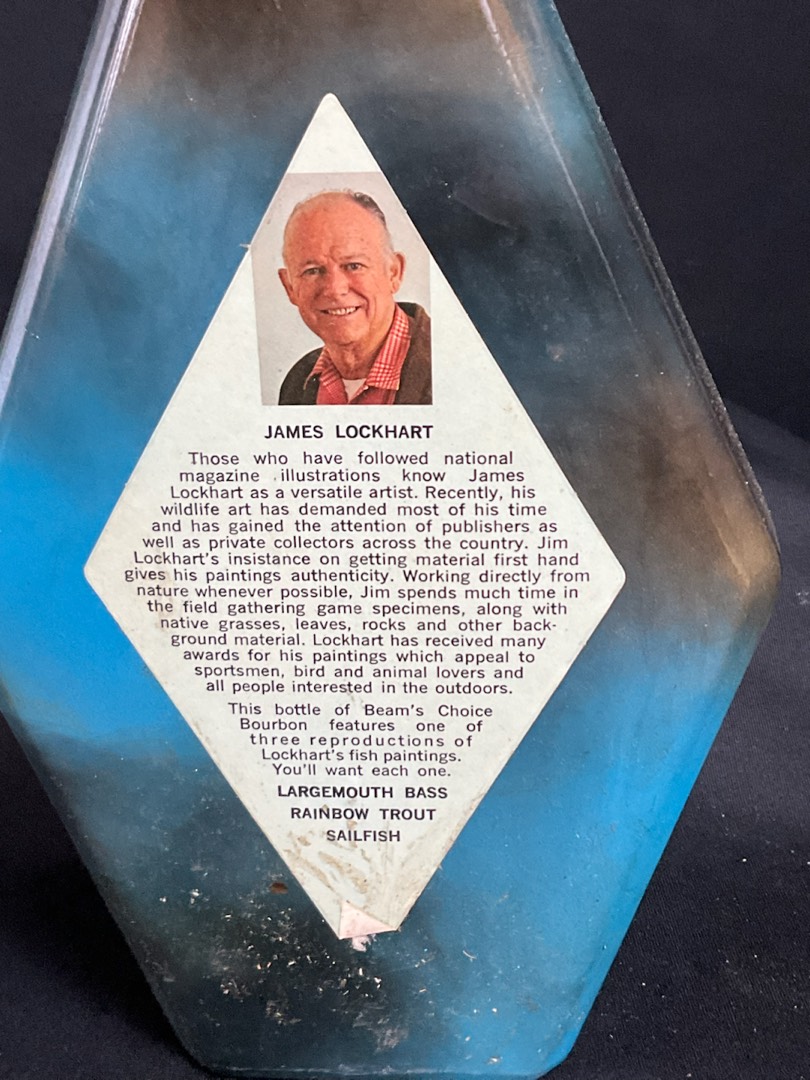 JAMES LOCKHART
Those who have followed national
magazine illustrations know James
Lockhart as a versatile artist. Recently, his
wildlife art has demanded most of his time
and has gained the attention of publishers as
well as private collectors across the country. Jim
Lockhart's insistance on getting material first hand
gives his paintings authenticity. Working directly from
nature whenever possible, Jim spends much time in
the field gathering game specimens, along with
native grasses, leaves, rocks and other back-
ground material. Lockhart has received many
awards for his paintings which appeal to
sportsmen, bird and animal lovers and
all people interested in the outdoors.
This bottle of Beam's Choice
Bourbon features one of
three reproductions of
Lockhart's fish paintings.
You'll want each one.
LARGEMOUTH BASS
RAINBOW TROUT
SAILFISH